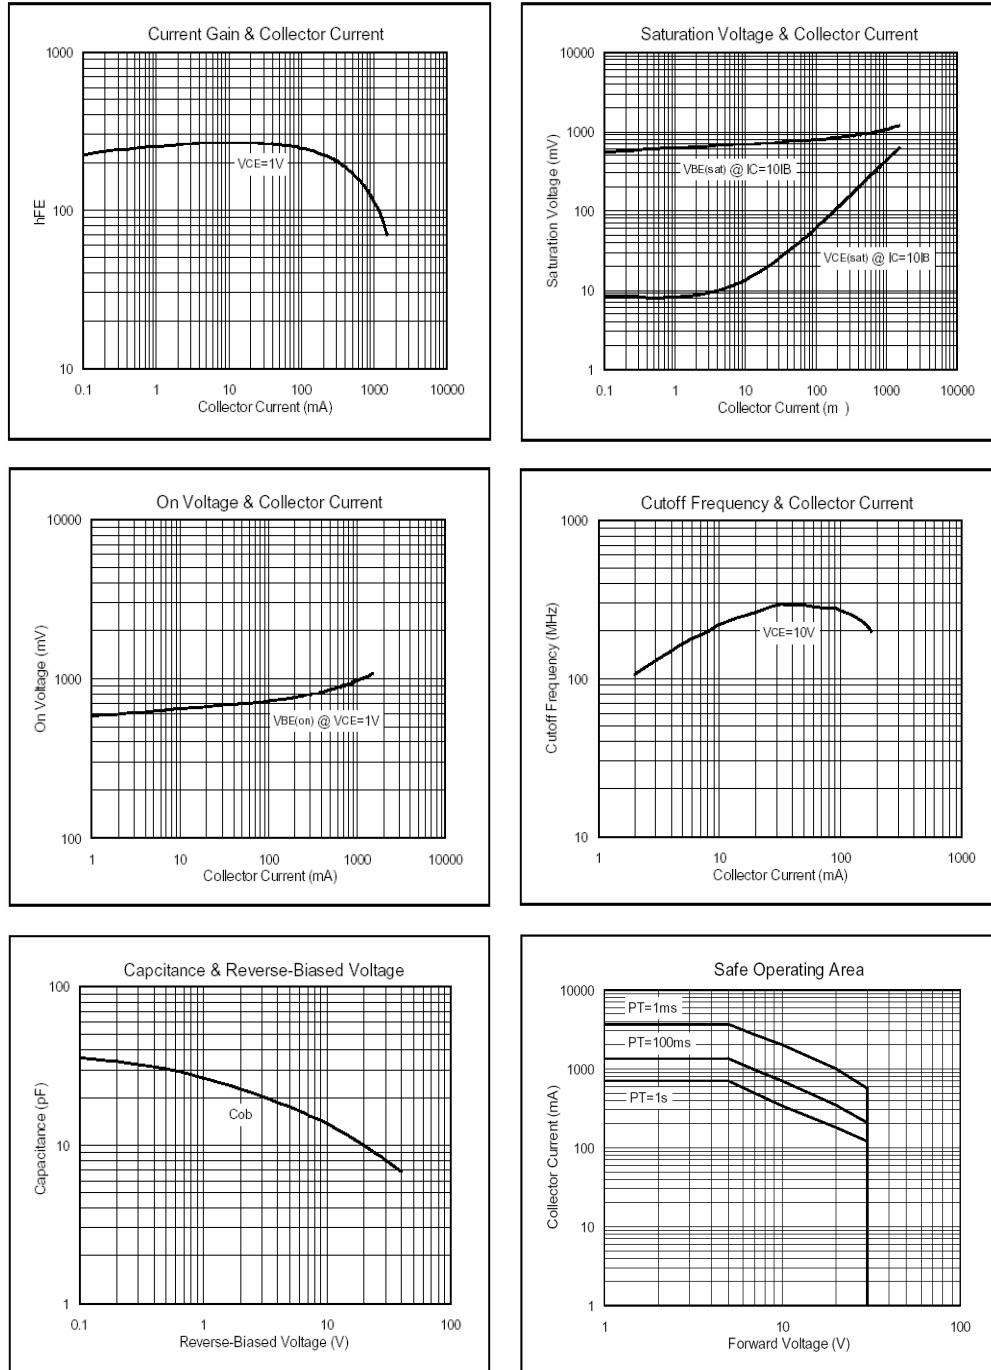 Current Gain & Collector Current
1000
100
10
hFE
VCE=1V
0.1 1 10 100 1000 10000
Collector Current (mA)
Saturation Voltage & Collector Current
10000
1000
100
10
1
Saturation Voltage (mV)
VBE(sat) @ IC=10IB
VCE(sat) @ IC=10IB
0.1 1 10 100 1000 10000
Collector Current (m )
On Voltage & Collector Current
10000
1000
100
On Voltage (mV)
VBE(on) @ VCE=1V
1 10 100 1000 10000
Collector Current (mA)
Cutoff Frequency & Collector Current
1000
100
10
Cutoff Frequency (MHz)
VCE=10V
1 10 100 1000
Collector Current (mA)
Capcitance & Reverse-Biased Voltage
100
10
1
Capacitance (pF)
Cob
0.1 1 10 100
Reverse-Biased Voltage (V)
Safe Operating Area
10000
1000
100
10
1
Collector Current (mA)
PT=1ms
PT=100ms
PT=1s
1 10 100
Forward Voltage (V)